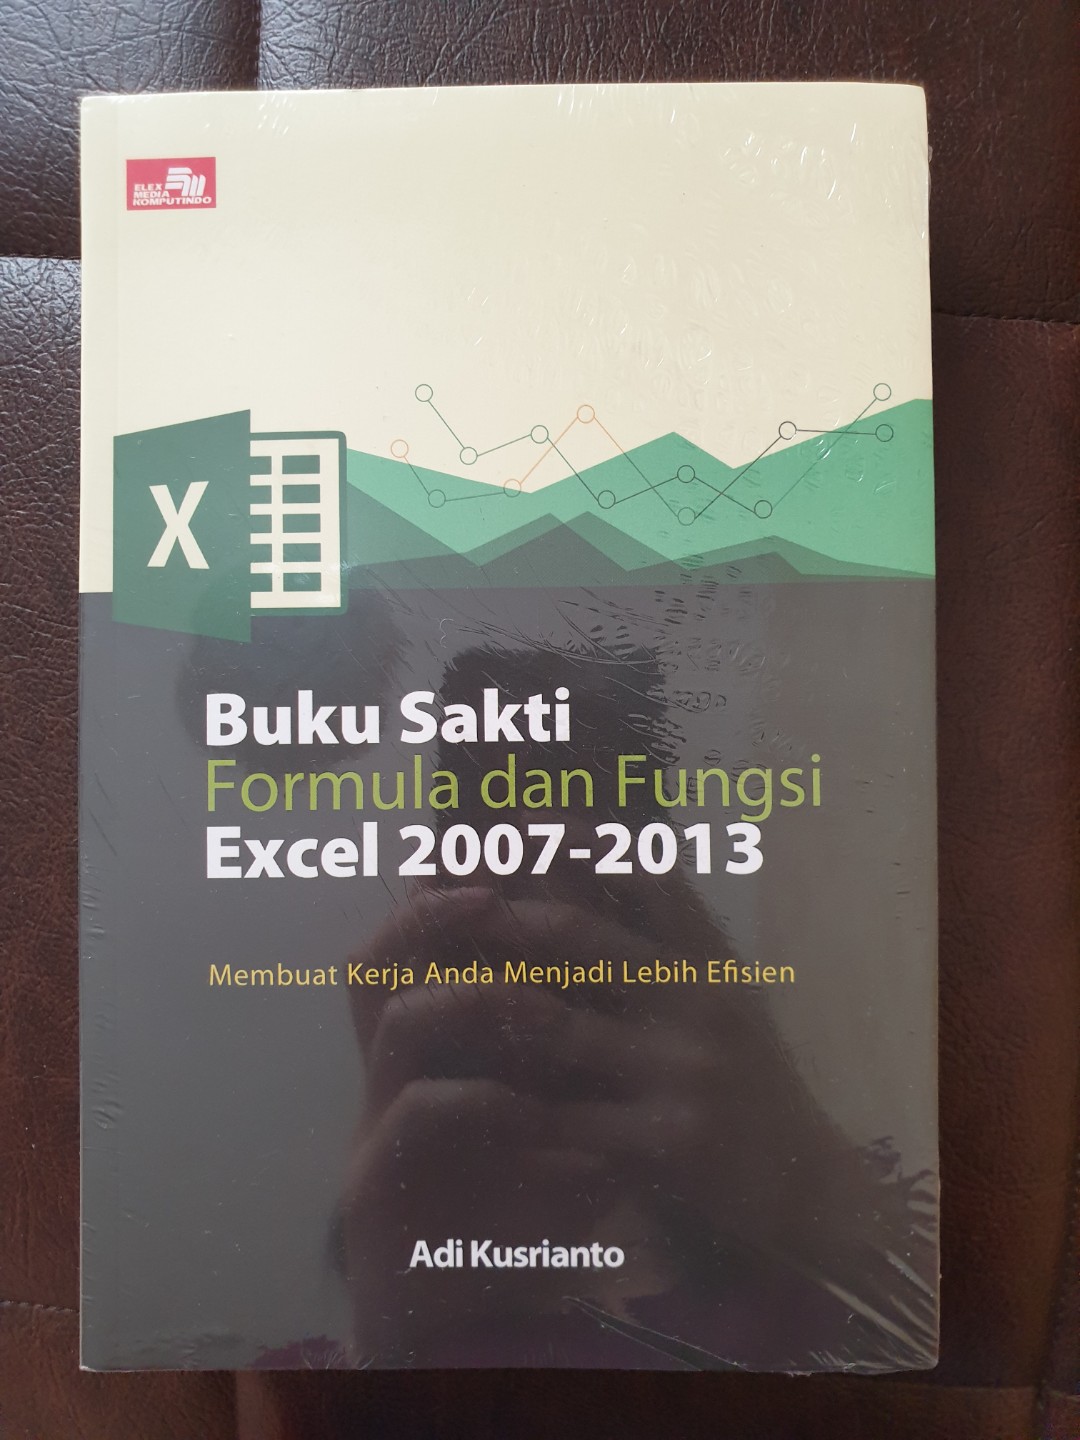 ELEX
MEDIA
KOMPUTINDO
X
Buku Sakti
Formula dan Fungsi
Excel 2007-2013
Membuat Kerja Anda Menjadi Lebih Efisien
Adi Kusrianto